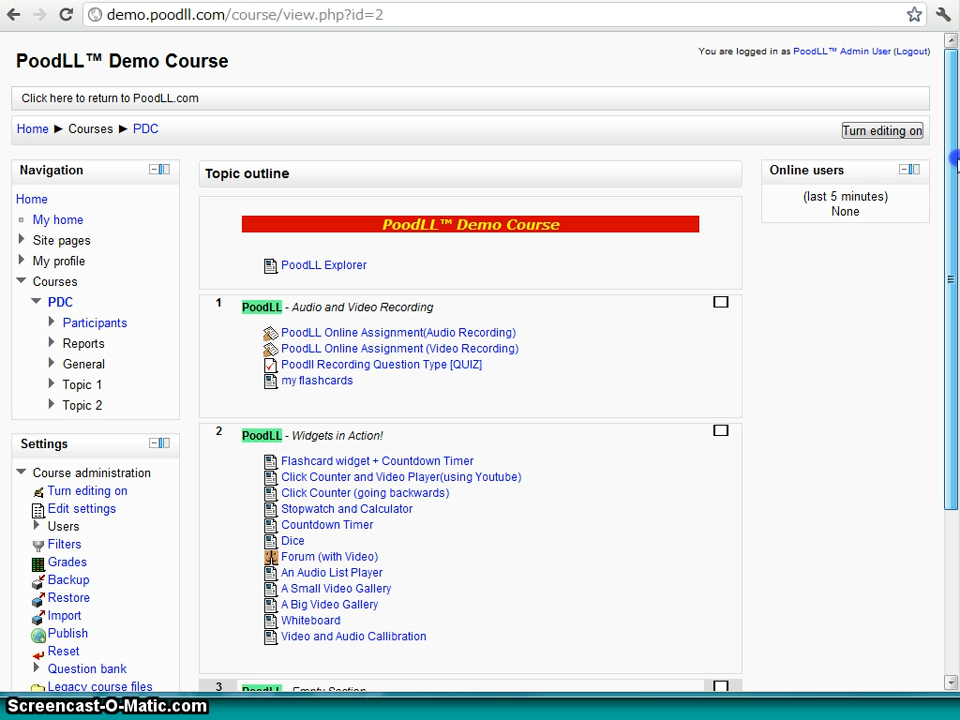 demo.poodll.com/course/view.php?id=2
PoodLL™ Demo Course
You are logged in as PoodLL™ Admin User (Logout)
Click here to return to PoodLL.com
Home ► Courses ► PDC
Turn editing on
Navigation
Home
My home
Site pages
My profile
Courses
PDC
Participants
Reports
General
Topic 1
Topic 2
Settings
Course administration
Turn editing on
Edit settings
Users
Filters
Grades
Backup
Restore
Import
Publish
Reset
Question bank
Legacy course files
Topic outline
PoodLL™ Demo Course
PoodLL Explorer
1
PoodLL - Audio and Video Recording
PoodLL Online Assignment(Audio Recording)
PoodLL Online Assignment (Video Recording)
Poodll Recording Question Type [QUIZ]
my flashcards
2
PoodLL - Widgets in Action!
Flashcard widget + Countdown Timer
Click Counter and Video Player(using Youtube)
Click Counter (going backwards)
Stopwatch and Calculator
Countdown Timer
Dice
Forum (with Video)
An Audio List Player
A Small Video Gallery
A Big Video Gallery
Whiteboard
Video and Audio Callibration
3
PoodLL - Empty Section
Online users
(last 5 minutes)
None
Screencast-O-Matic.com